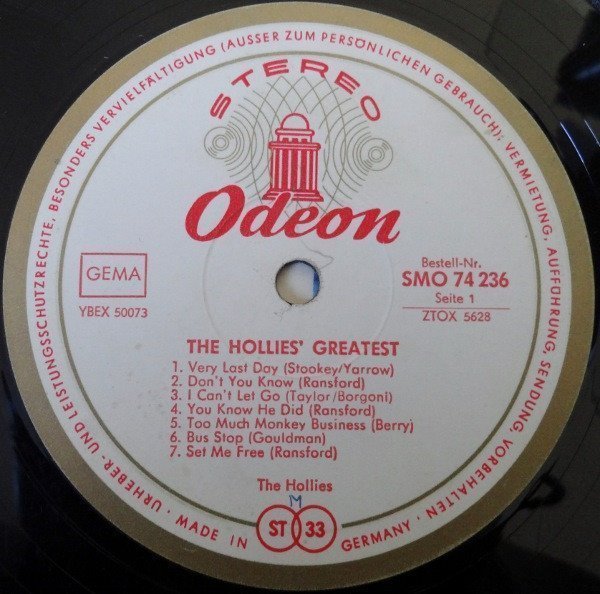 URHEBER- UND LEISTUNGSSCHUTZRECHTE, BESONDERS VERVIELFÄLTIGUNG (AUSSER ZUM PERSÖNLICHEN GEBRAUCH); VERMIETUNG, AUFFÜHRUNG, SENDUNG, VORBEHALTEN · MADE IN GERMANY ·
STEREO
Odeon
GEMA
YBEX 50073
Bestell-Nr.
SMO 74 236
Seite 1
ZTOX 5628
THE HOLLIES' GREATEST
1. Very Last Day (Stookey/Yarrow)
2. Don't You Know (Ransford)
3. I Can't Let Go (Taylor/Borgoni)
4. You Know He Did (Ransford)
5. Too Much Monkey Business (Berry)
6. Bus Stop (Gouldman)
7. Set Me Free (Ransford)
The Hollies
M
ST 33